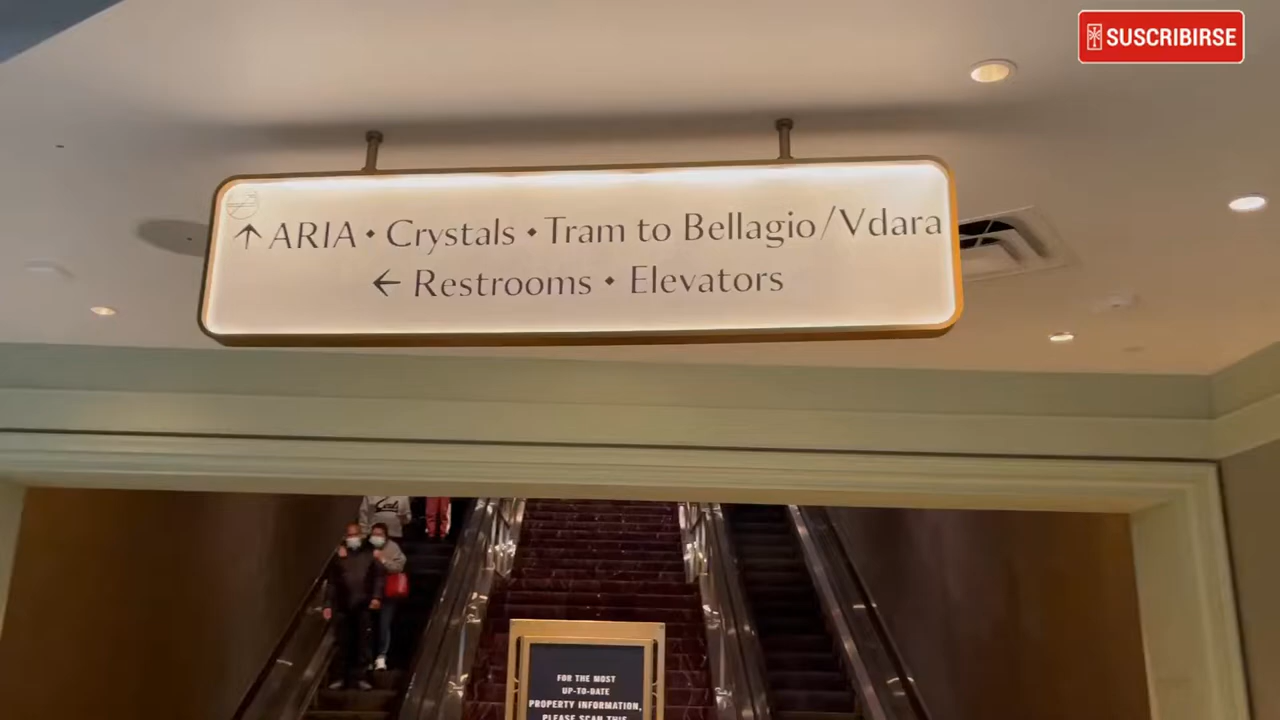 SUSCRIBIRSE
↑ ARIA • Crystals • Tram to Bellagio/Vdara
← Restrooms • Elevators
FOR THE MOST
UP-TO-DATE
PROPERTY INFORMATION,
PLEASE SCAN THIS